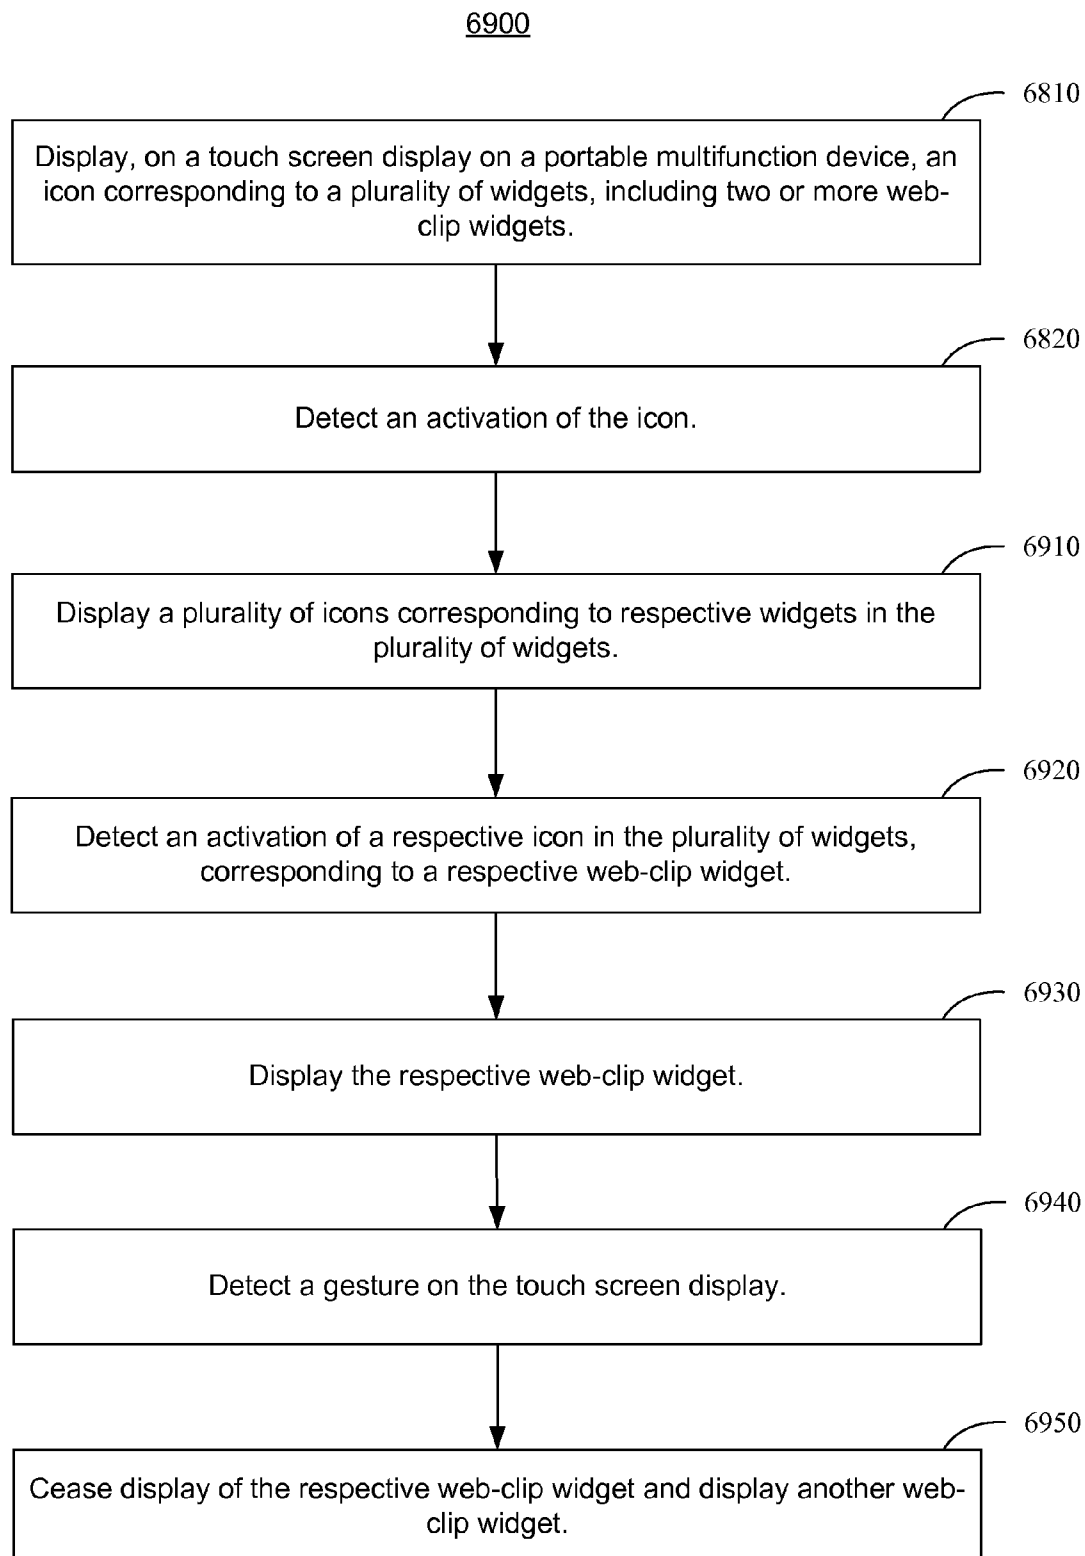 6900
6810
Display, on a touch screen display on a portable multifunction device, an
icon corresponding to a plurality of widgets, including two or more web-
clip widgets.
6820
Detect an activation of the icon.
6910
Display a plurality of icons corresponding to respective widgets in the
plurality of widgets.
6920
Detect an activation of a respective icon in the plurality of widgets,
corresponding to a respective web-clip widget.
6930
Display the respective web-clip widget.
6940
Detect a gesture on the touch screen display.
6950
Cease display of the respective web-clip widget and display another web-
clip widget.